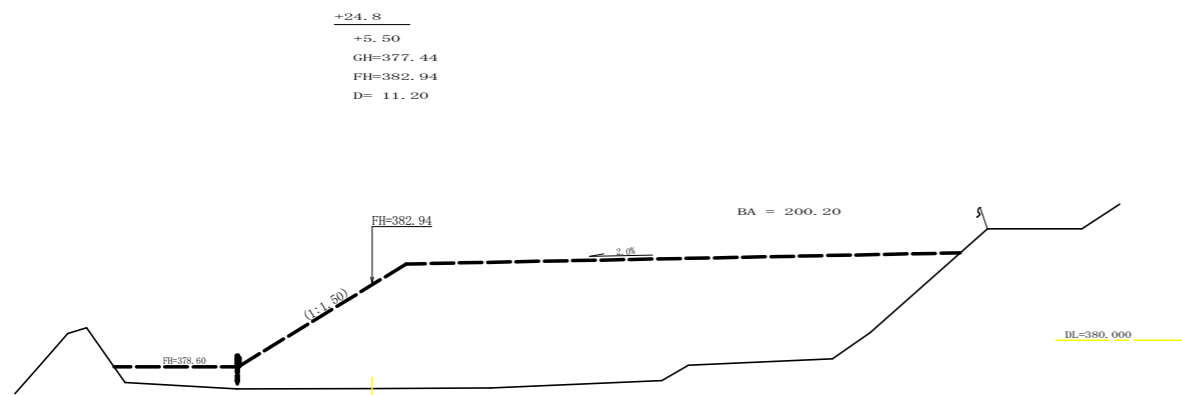 +24.8
+5.50
GH=377.44
FH=382.94
D= 11.20
BA = 200.20
FH=382.94
2.0%
(1:1.50)
DL=380.000
FH=378.60